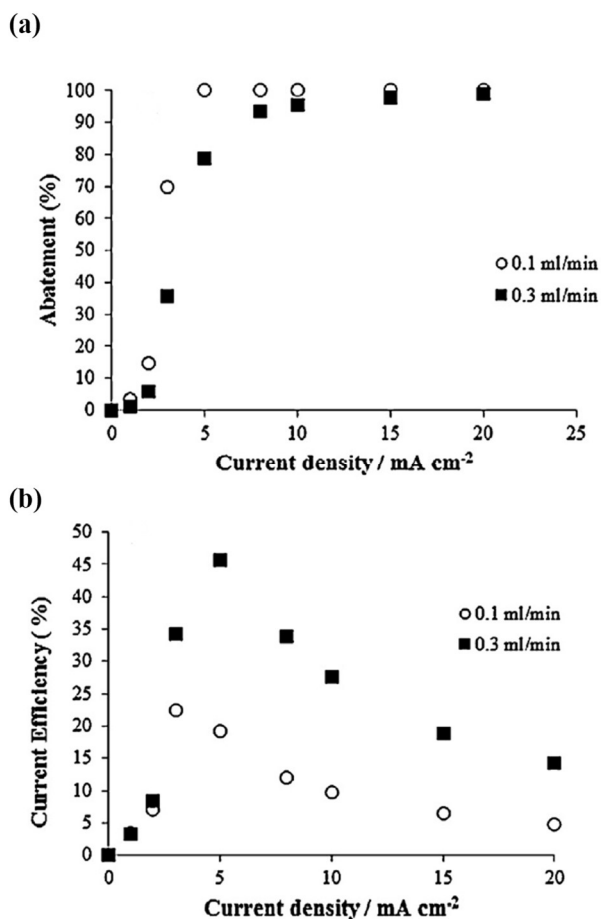 (a)
100
90
80
70
60
50
40
30
20
10
0
Abatement (%)
0 5 10 15 20 25
Current density / mA cm-2
0.1 ml/min
0.3 ml/min
(b)
50
45
40
35
30
25
20
15
10
5
0
Current Efficiency ( %)
0 5 10 15 20
Current density / mA cm-2
0.1 ml/min
0.3 ml/min